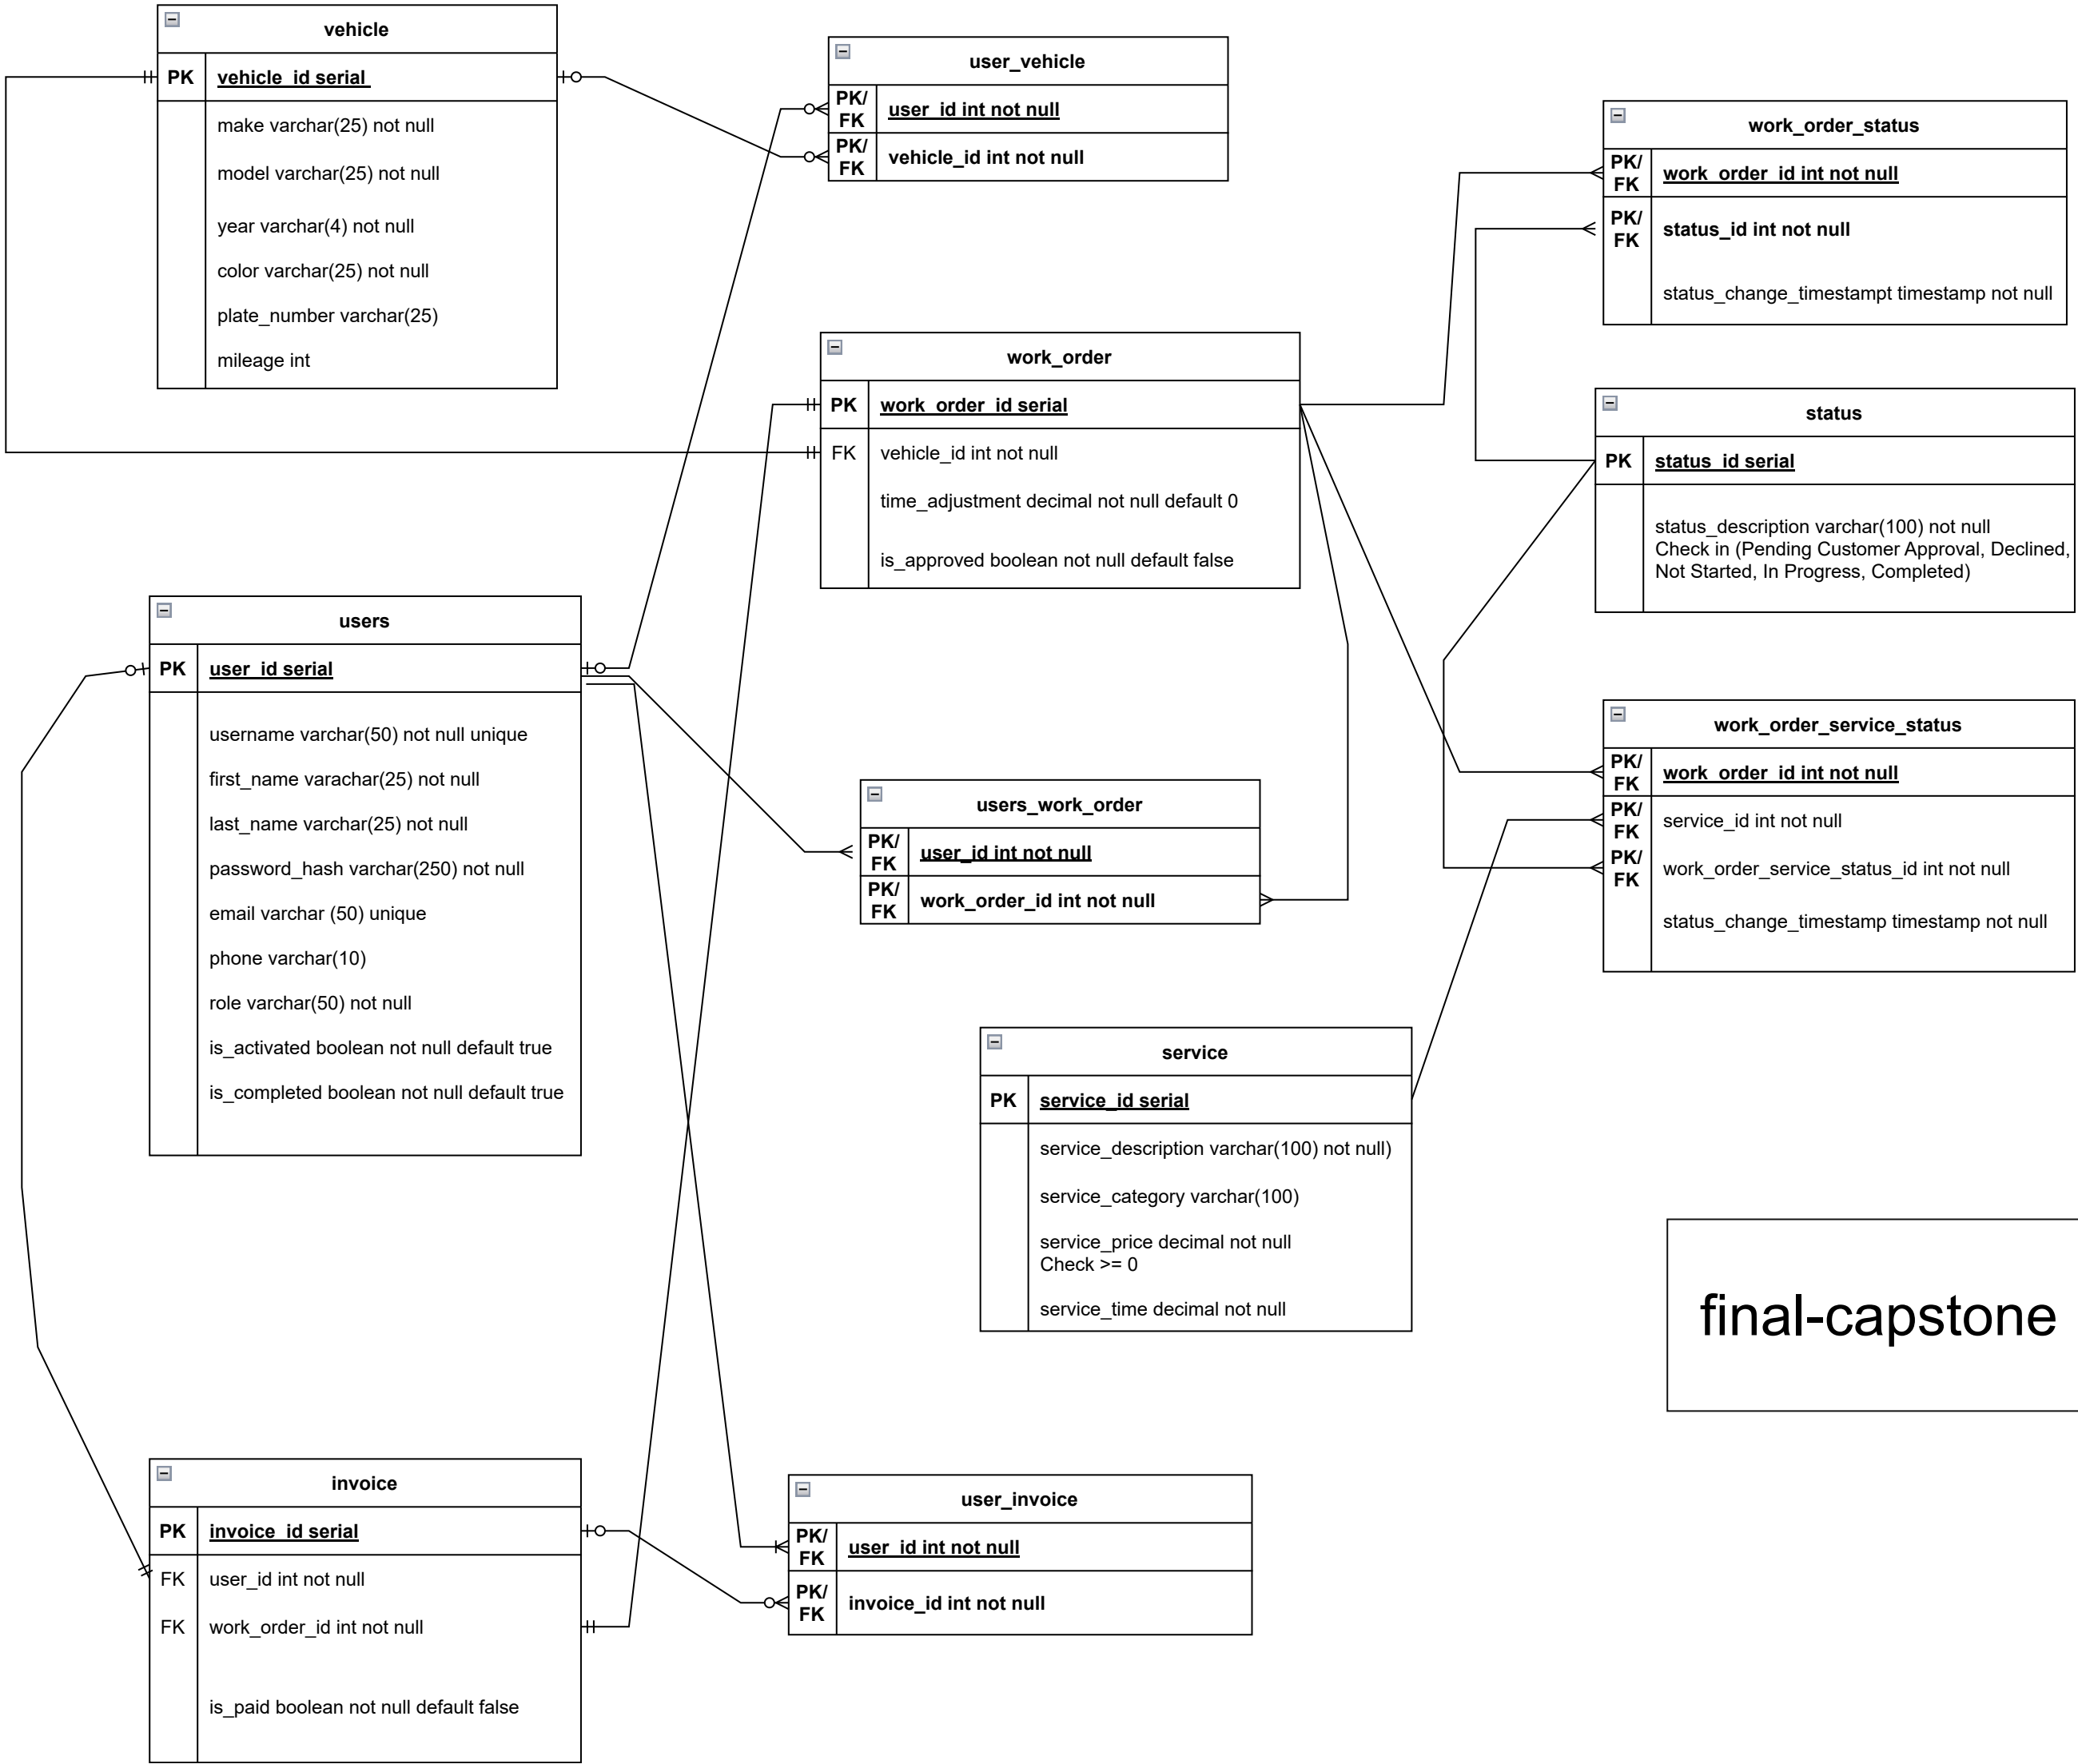 vehicle
PK vehicle_id serial
make varchar(25) not null
model varchar(25) not null
year varchar(4) not null
color varchar(25) not null
plate_number varchar(25)
mileage int
user_vehicle
PK/
FK
user_id int not null
PK/
FK
vehicle_id int not null
work_order_status
PK/
FK
work_order_id int not null
PK/
FK
status_id int not null
status_change_timestampt timestamp not null
work_order
PK work_order_id serial
FK vehicle_id int not null
time_adjustment decimal not null default 0
is_approved boolean not null default false
status
PK status_id serial
status_description varchar(100) not null
Check in (Pending Customer Approval, Declined,
Not Started, In Progress, Completed)
users
PK user_id serial
username varchar(50) not null unique
first_name varachar(25) not null
last_name varchar(25) not null
password_hash varchar(250) not null
email varchar (50) unique
phone varchar(10)
role varchar(50) not null
is_activated boolean not null default true
is_completed boolean not null default true
work_order_service_status
PK/
FK
work_order_id int not null
PK/
FK
service_id int not null
PK/
FK
work_order_service_status_id int not null
status_change_timestamp timestamp not null
users_work_order
PK/
FK
user_id int not null
PK/
FK
work_order_id int not null
service
PK service_id serial
service_description varchar(100) not null)
service_category varchar(100)
service_price decimal not null
Check >= 0
service_time decimal not null
final-capstone
invoice
PK invoice_id serial
FK user_id int not null
FK work_order_id int not null
is_paid boolean not null default false
user_invoice
PK/
FK
user_id int not null
PK/
FK
invoice_id int not null